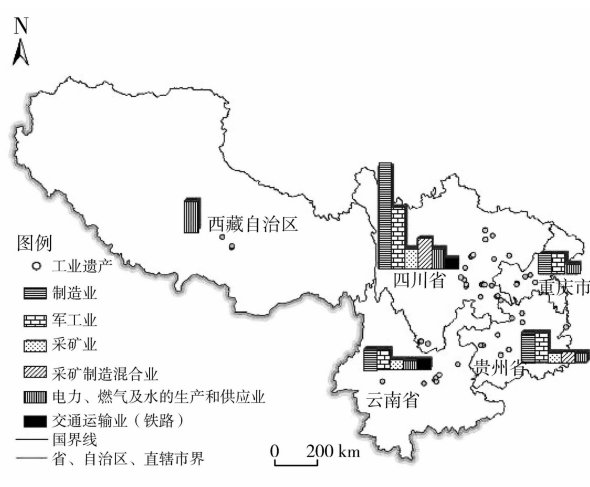 N
西藏自治区
四川省
重庆市
贵州省
云南省
图例
工业遗产
制造业
军工业
采矿业
采矿制造混合业
电力、燃气及水的生产和供应业
交通运输业（铁路）
国界线
省、自治区、直辖市界
0 200 km